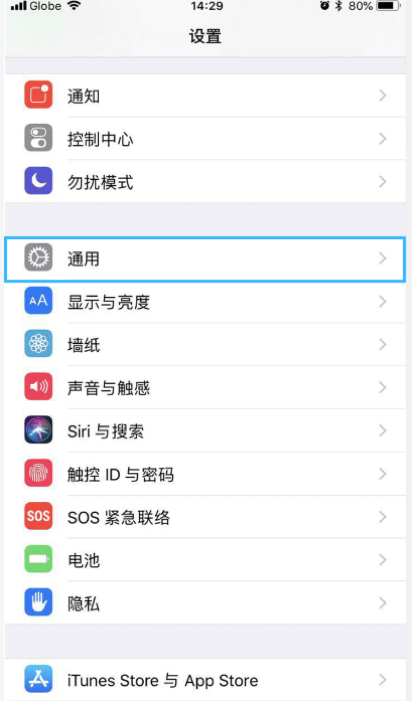 Globe 14:29 80%
设置
通知
控制中心
勿扰模式
通用
AA 显示与亮度
墙纸
声音与触感
Siri 与搜索
触控 ID 与密码
SOS SOS 紧急联络
电池
隐私
iTunes Store 与 App Store